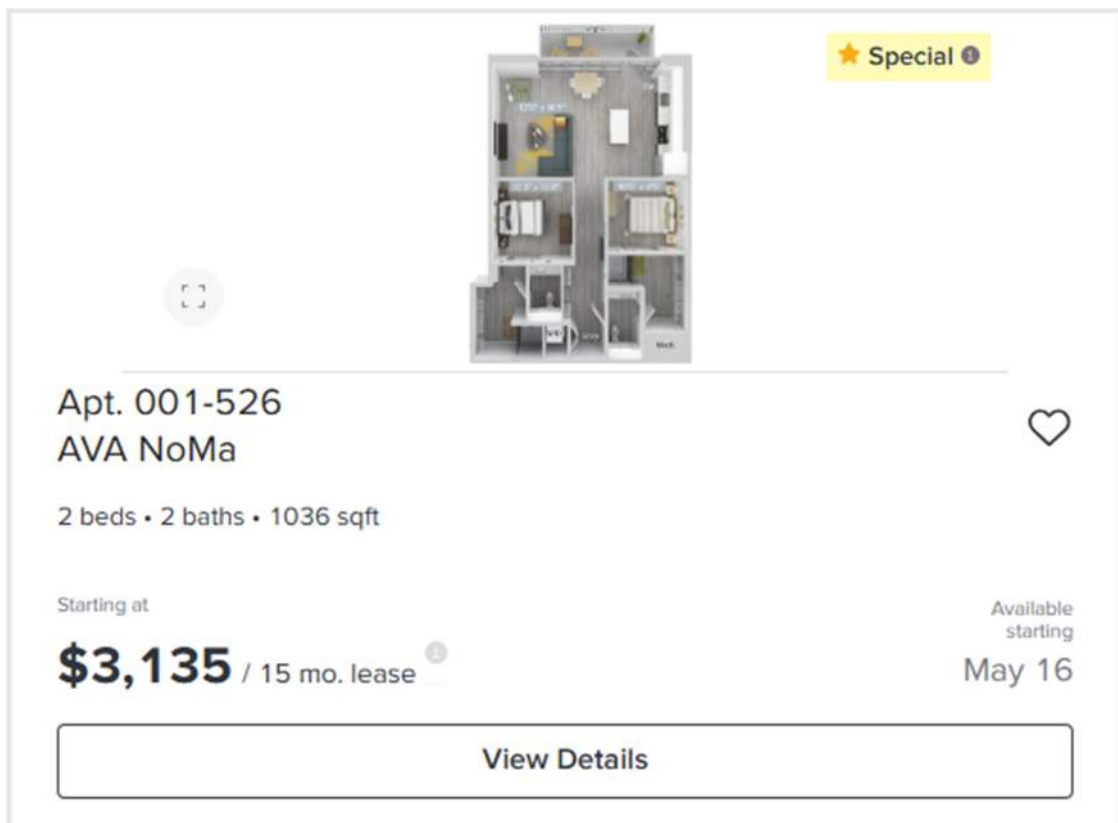 Special
Apt. 001-526
AVA NoMa
2 beds • 2 baths • 1036 sqft
Starting at
$3,135 / 15 mo. lease
Available
starting
May 16
View Details